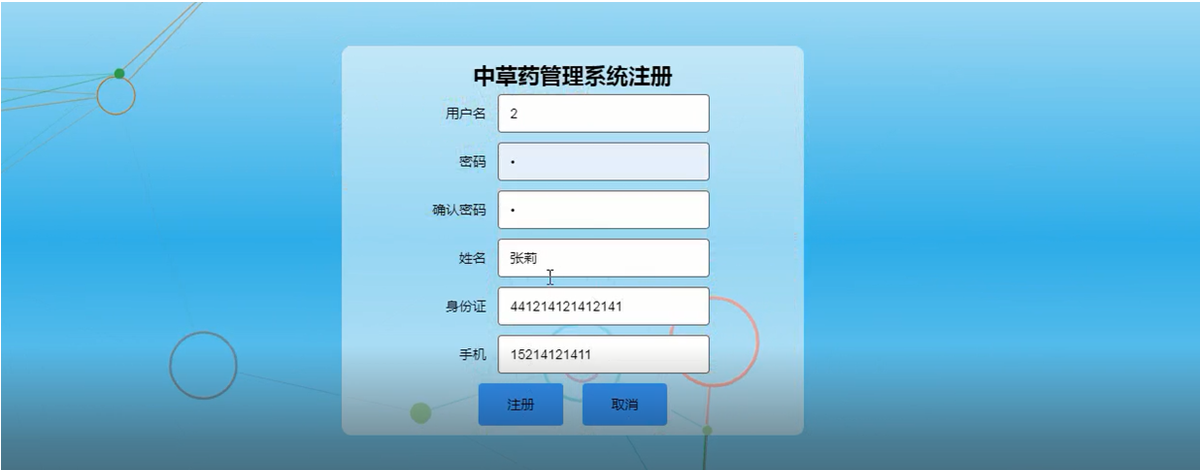 中草药管理系统注册
用户名 2
密码 •
确认密码 •
姓名 张莉
身份证 441214121412141
手机 15214121411
注册 取消